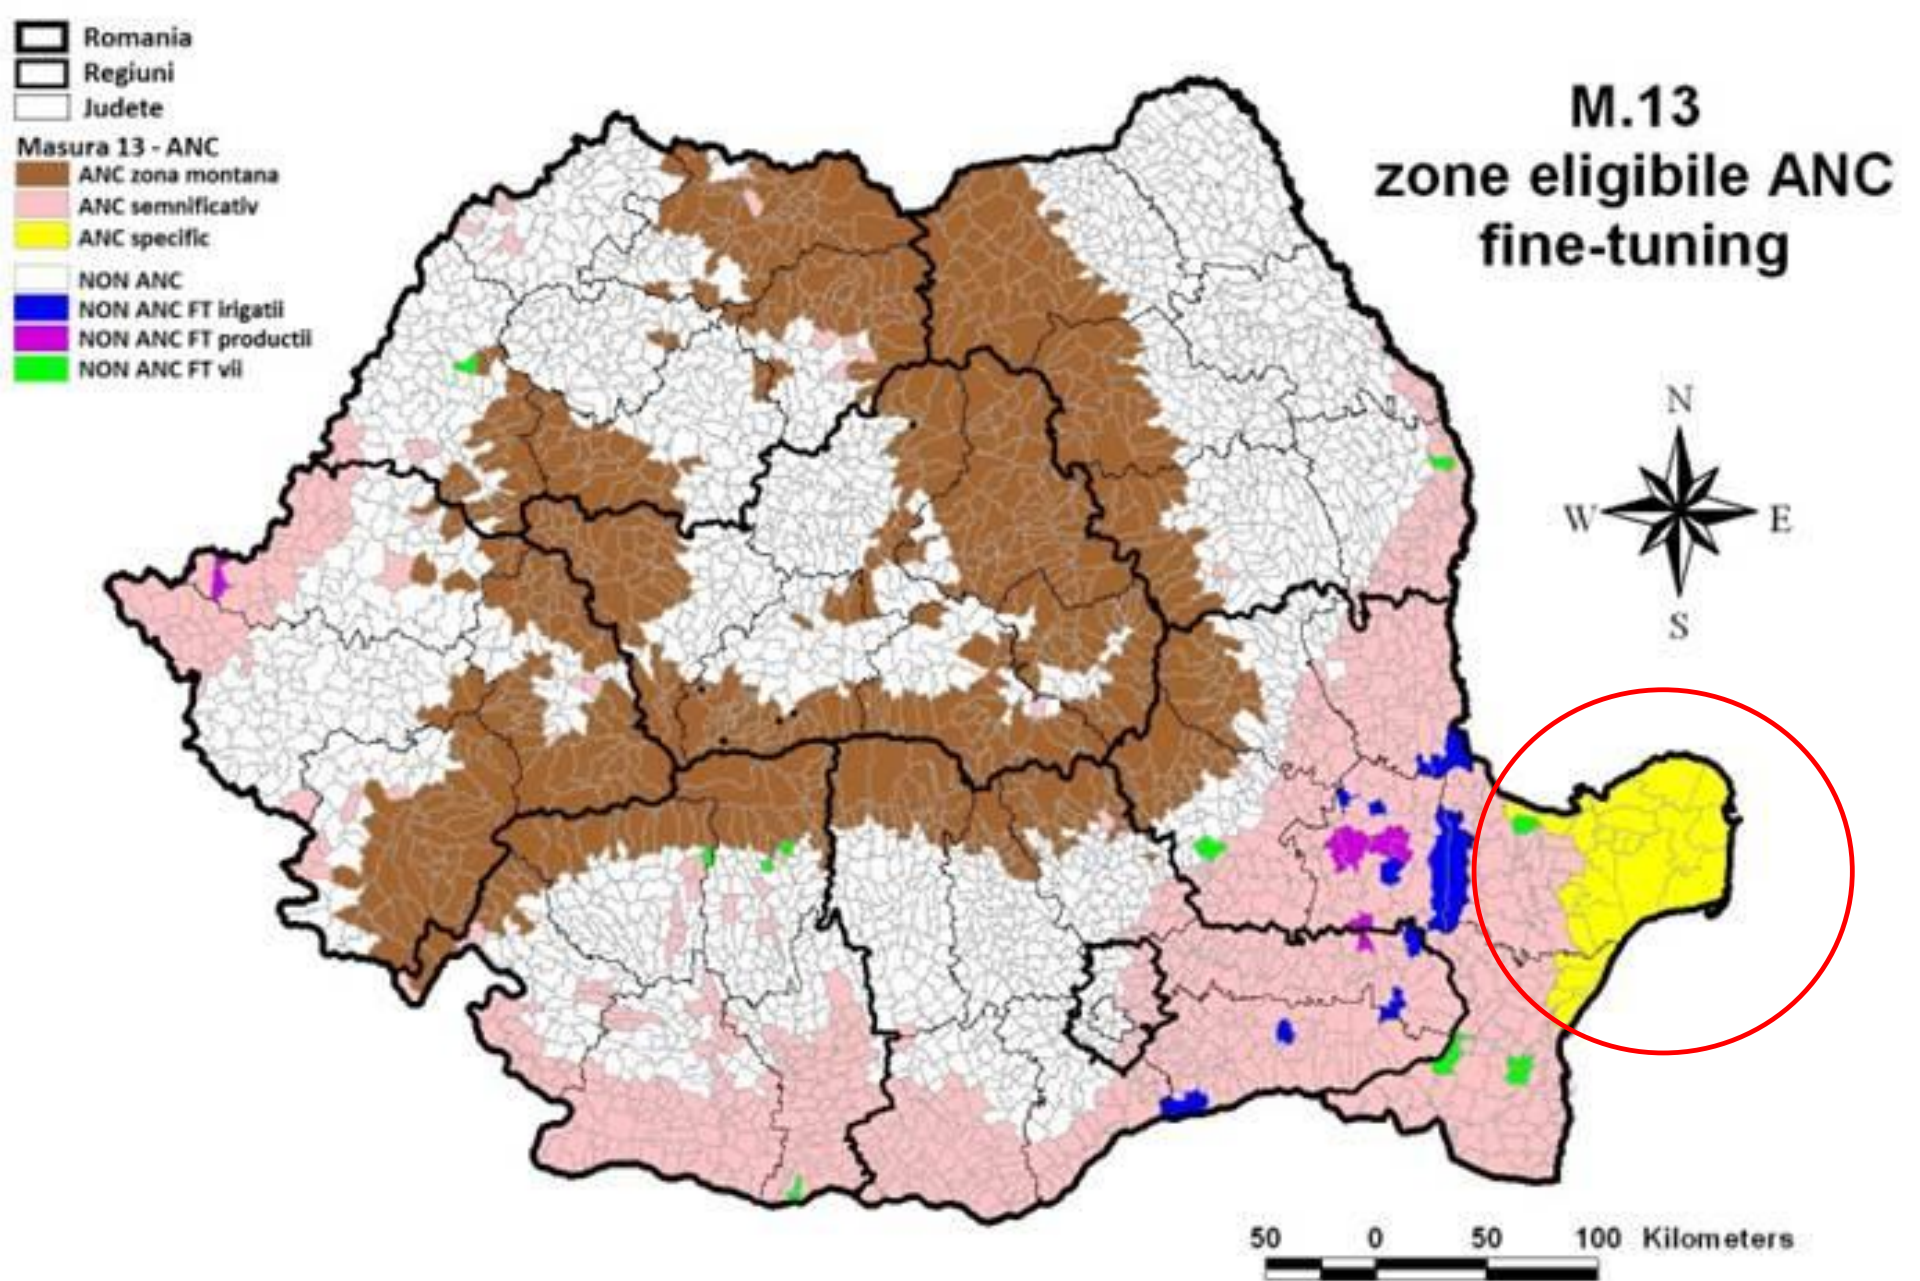 Romania
Regiuni
Judete
Masura 13 - ANC
ANC zona montana
ANC semnificativ
ANC specific
NON ANC
NON ANC FT irigatii
NON ANC FT productii
NON ANC FT vii
M.13
zone eligibile ANC
fine-tuning
N
W E
S
50 0 50 100 Kilometers